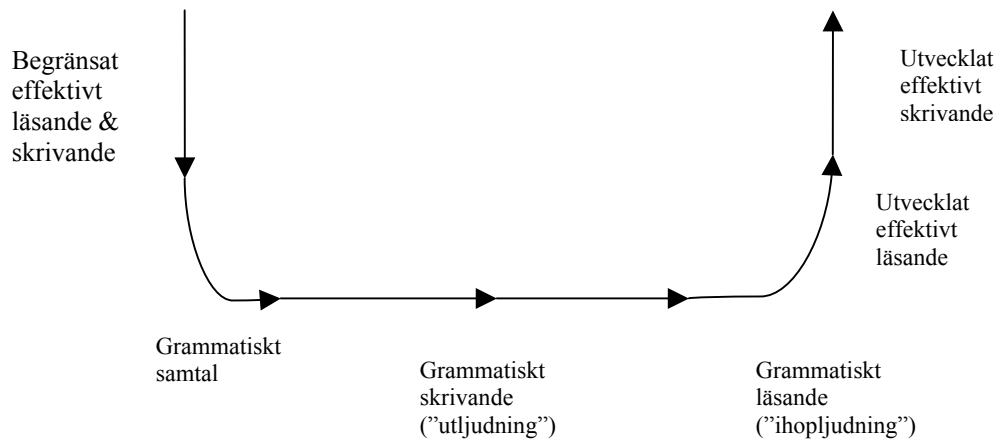 Begränsat
effektivt
läsande &
skrivande
Utvecklat
effektivt
skrivande
Utvecklat
effektivt
läsande
Grammatiskt
samtal
Grammatiskt
skrivande
(”utljudning”)
Grammatiskt
läsande
(”ihopljudning”)